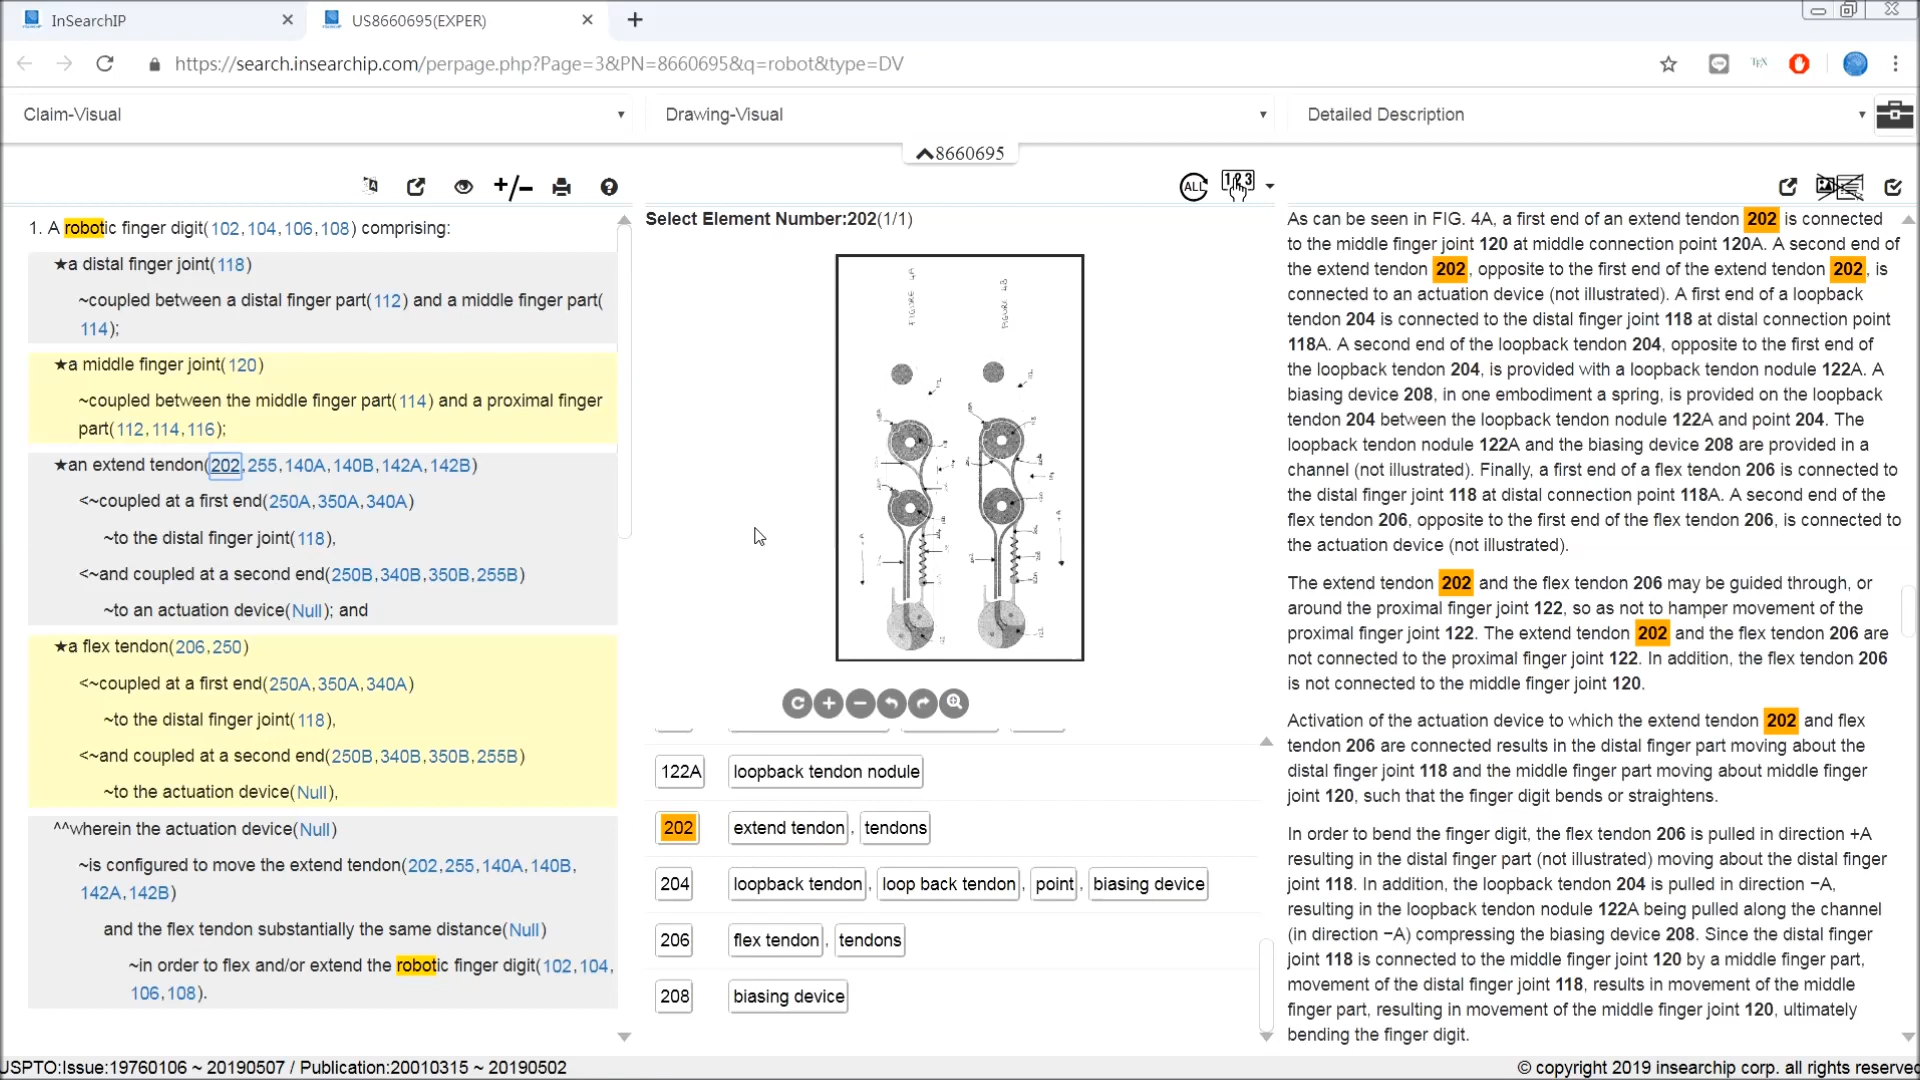 InSearchIP
US8660695(EXPER)
https://search.insearchip.com/perpage.php?Page=3&PN=8660695&q=robot&type=DV
Claim-Visual
Drawing-Visual
Detailed Description
8660695
+/-
ALL
123
1. A robotic finger digit(102,104,106,108) comprising:
★a distal finger joint(118)
~coupled between a distal finger part(112) and a middle finger part(
114);
★a middle finger joint(120)
~coupled between the middle finger part(114) and a proximal finger
part(112,114,116);
★an extend tendon(202,255,140A,140B,142A,142B)
<~coupled at a first end(250A,350A,340A)
~to the distal finger joint(118),
<~and coupled at a second end(250B,340B,350B,255B)
~to an actuation device(Null); and
★a flex tendon(206,250)
<~coupled at a first end(250A,350A,340A)
~to the distal finger joint(118),
<~and coupled at a second end(250B,340B,350B,255B)
~to the actuation device(Null),
^^wherein the actuation device(Null)
~is configured to move the extend tendon(202,255,140A,140B,
142A,142B)
and the flex tendon substantially the same distance(Null)
~in order to flex and/or extend the robotic finger digit(102,104,
106,108).
Select Element Number:202(1/1)
FIGURE 4A
FIGURE 4B
122A loopback tendon nodule
202 extend tendon, tendons
204 loopback tendon, loop back tendon, point, biasing device
206 flex tendon, tendons
208 biasing device
As can be seen in FIG. 4A, a first end of an extend tendon 202 is connected
to the middle finger joint 120 at middle connection point 120A. A second end of
the extend tendon 202, opposite to the first end of the extend tendon 202, is
connected to an actuation device (not illustrated). A first end of a loopback
tendon 204 is connected to the distal finger joint 118 at distal connection point
118A. A second end of the loopback tendon 204, opposite to the first end of
the loopback tendon 204, is provided with a loopback tendon nodule 122A. A
biasing device 208, in one embodiment a spring, is provided on the loopback
tendon 204 between the loopback tendon nodule 122A and point 204. The
loopback tendon nodule 122A and the biasing device 208 are provided in a
channel (not illustrated). Finally, a first end of a flex tendon 206 is connected to
the distal finger joint 118 at distal connection point 118A. A second end of the
flex tendon 206, opposite to the first end of the flex tendon 206, is connected to
the actuation device (not illustrated).
The extend tendon 202 and the flex tendon 206 may be guided through, or
around the proximal finger joint 122, so as not to hamper movement of the
proximal finger joint 122. The extend tendon 202 and the flex tendon 206 are
not connected to the proximal finger joint 122. In addition, the flex tendon 206
is not connected to the middle finger joint 120.
Activation of the actuation device to which the extend tendon 202 and flex
tendon 206 are connected results in the distal finger part moving about the
distal finger joint 118 and the middle finger part moving about middle finger
joint 120, such that the finger digit bends or straightens.
In order to bend the finger digit, the flex tendon 206 is pulled in direction +A
resulting in the distal finger part (not illustrated) moving about the distal finger
joint 118. In addition, the loopback tendon 204 is pulled in direction −A,
resulting in the loopback tendon nodule 122A being pulled along the channel
(in direction −A) compressing the biasing device 208. Since the distal finger
joint 118 is connected to the middle finger joint 120 by a middle finger part,
movement of the distal finger joint 118, results in movement of the middle
finger part, resulting in movement of the middle finger joint 120, ultimately
bending the finger digit.
USPTO:Issue:19760106 ~ 20190507 / Publication:20010315 ~ 20190502
© copyright 2019 insearchip corp. all rights reserved